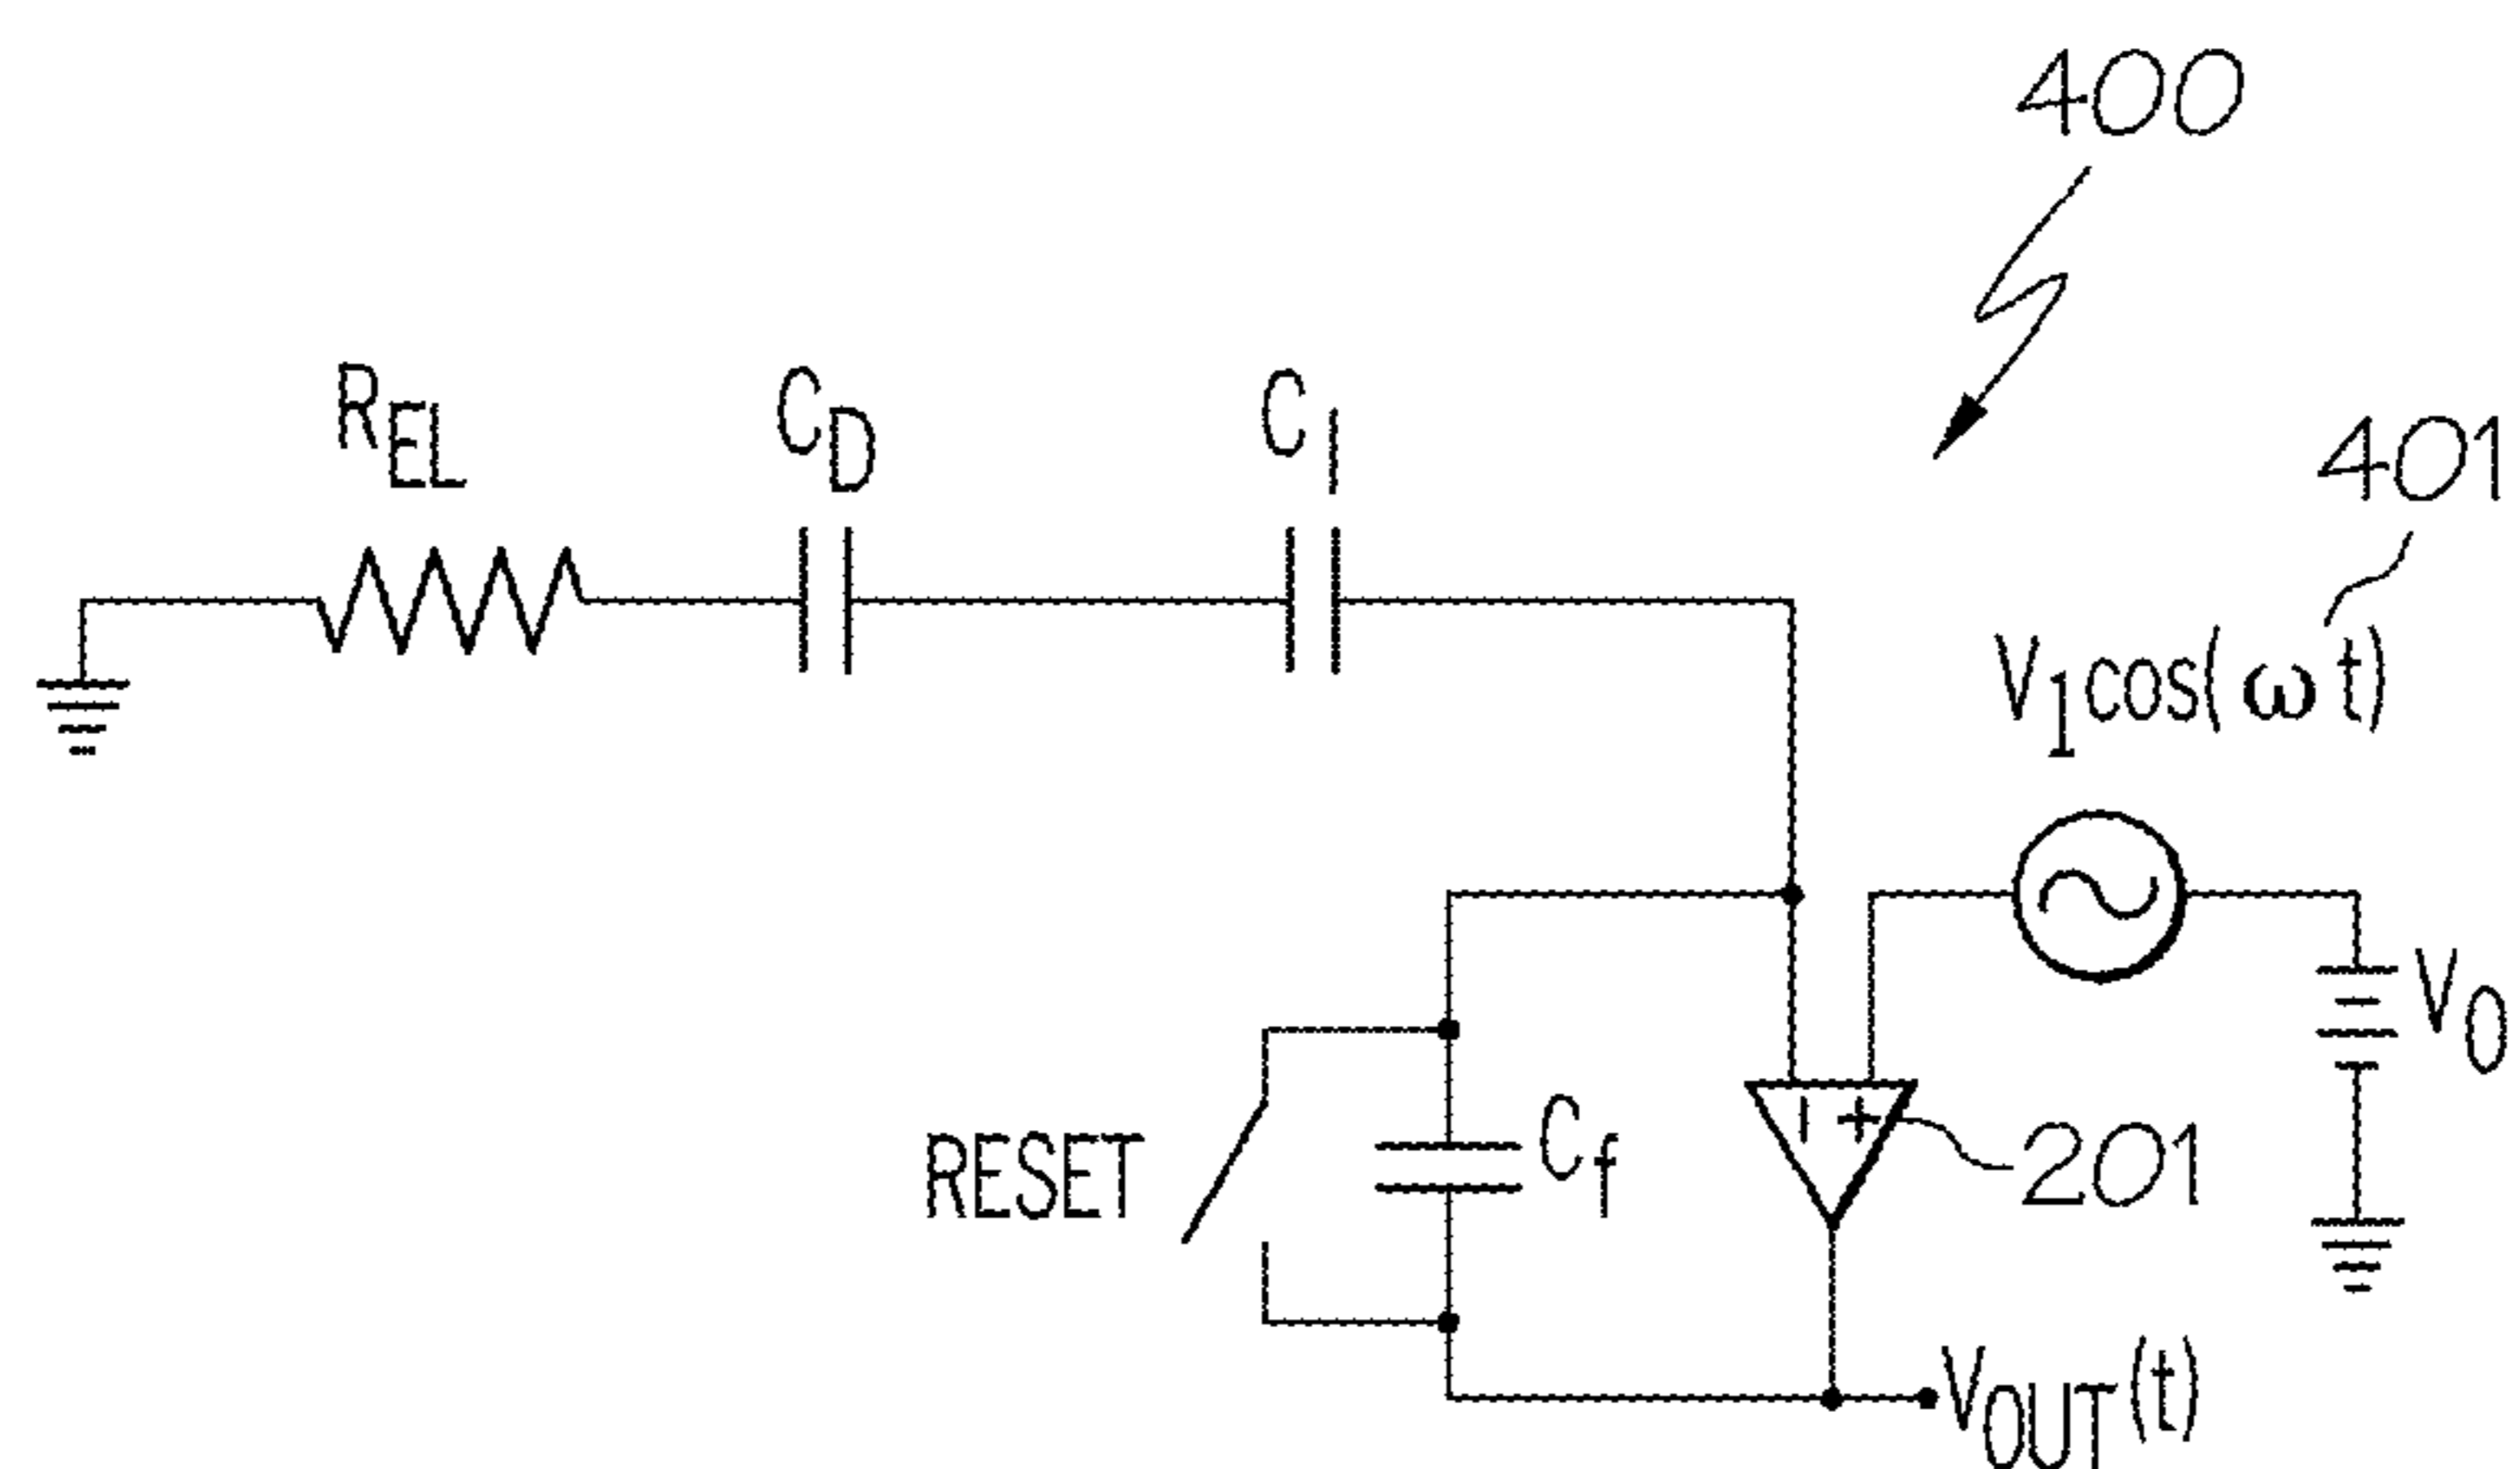 400
R_EL
C_D
C_I
401
V_1cos(ωt)
V_0
RESET
C_f
- +
201
V_OUT(t)